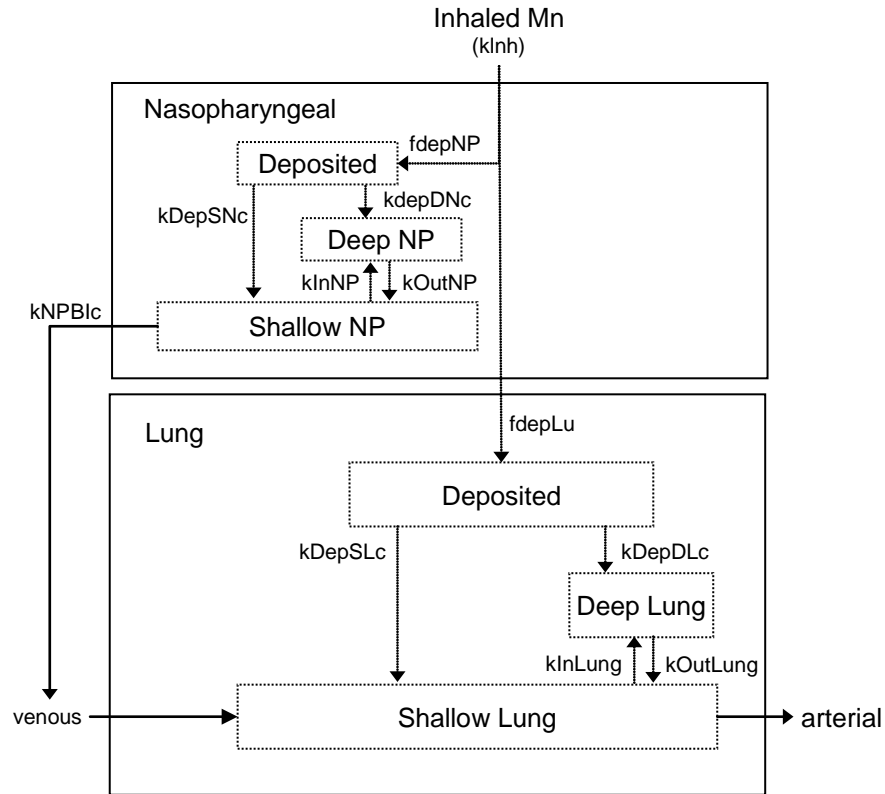 Inhaled Mn
(kInh)
Nasopharyngeal
fdepNP
Deposited
kDepSNc
kdepDNc
Deep NP
kInNP
kOutNP
kNPBlc
Shallow NP
fdepLu
Lung
Deposited
kDepSLc
kDepDLc
Deep Lung
kInLung
kOutLung
venous
Shallow Lung
arterial